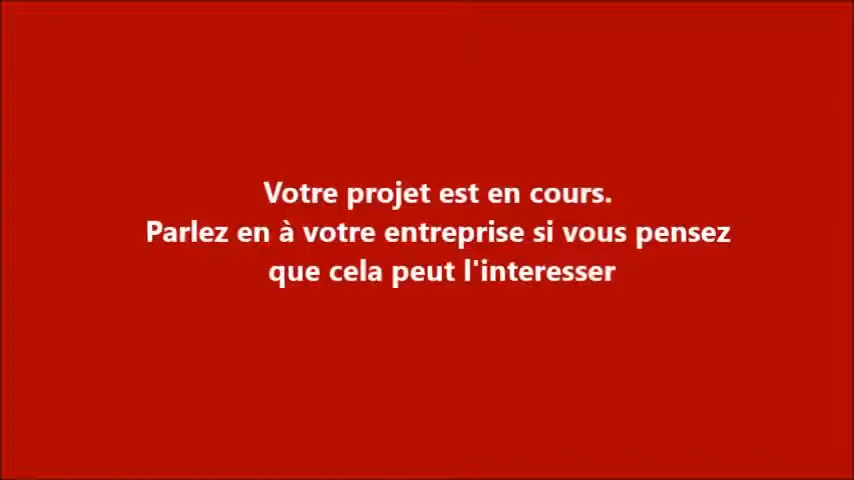 Votre projet est en cours.
Parlez en à votre entreprise si vous pensez
que cela peut l'interesser